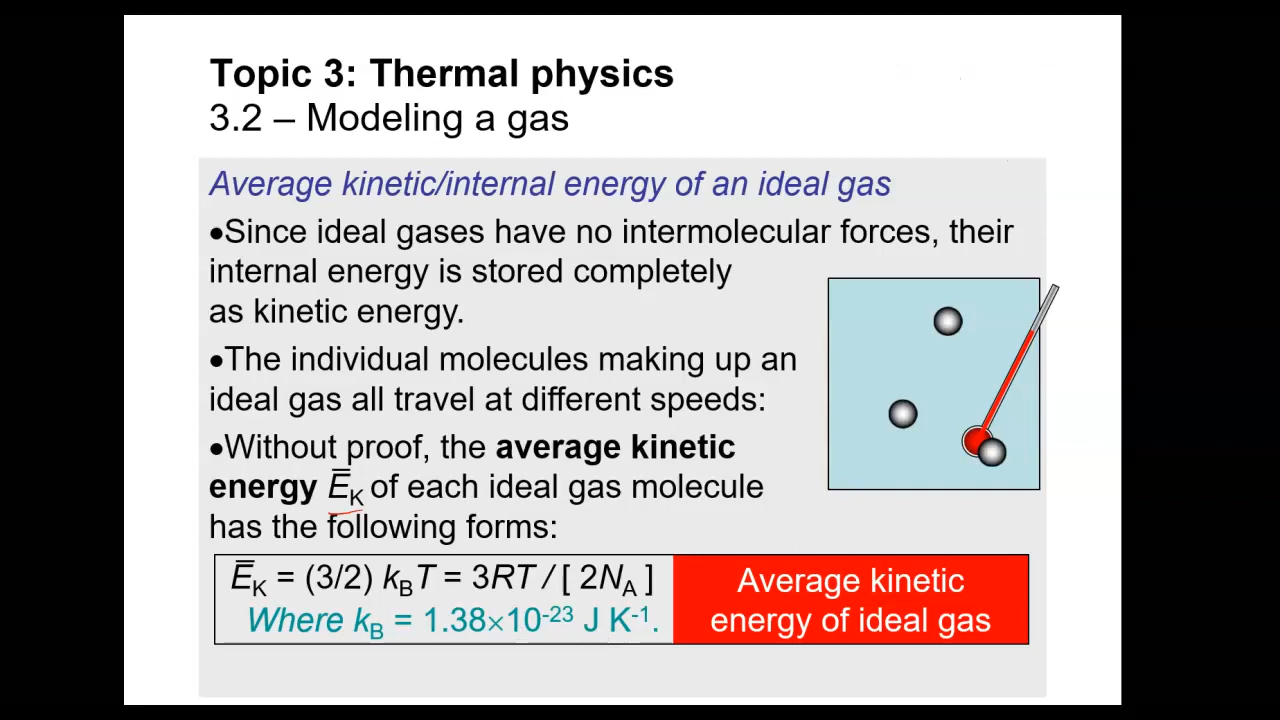 Topic 3: Thermal physics
3.2 – Modeling a gas
Average kinetic/internal energy of an ideal gas
•Since ideal gases have no intermolecular forces, their
internal energy is stored completely
as kinetic energy.
•The individual molecules making up an
ideal gas all travel at different speeds:
•Without proof, the average kinetic
energy E̅K of each ideal gas molecule
has the following forms:
E̅K = (3/2) kBT = 3RT / [ 2NA ]
Where kB = 1.38×10⁻²³ J K⁻¹.
Average kinetic
energy of ideal gas